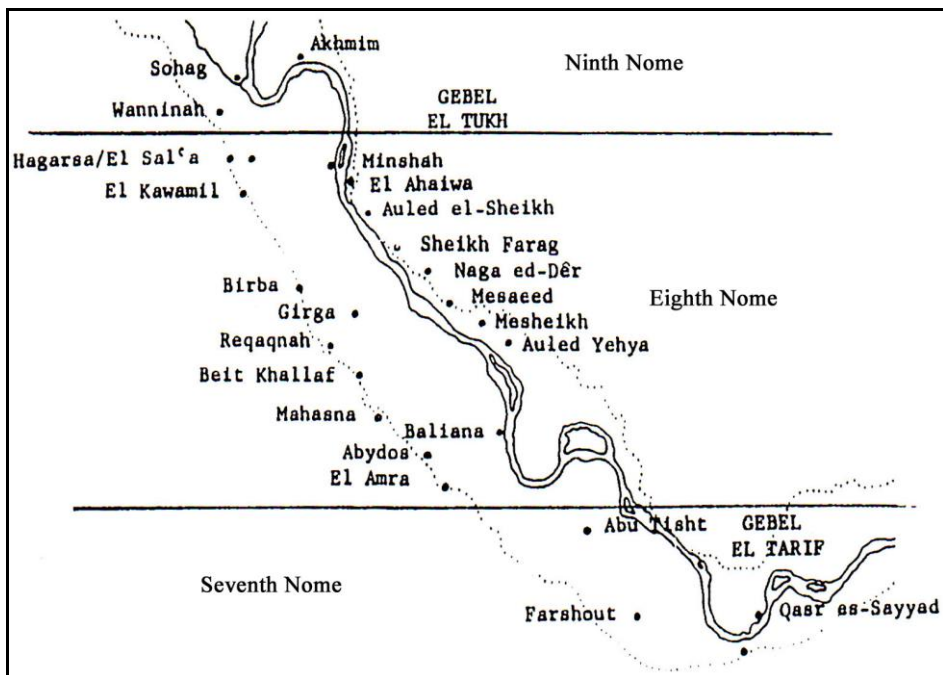 Akhmim
Ninth Nome
Sohag
GEBEL
EL TUKH
Wanninah
Hagarsa/El Salʿa
Minshah
El Ahaiwa
El Kawamil
Auled el-Sheikh
Sheikh Farag
Naga ed-Dêr
Birba
Mesaeed
Eighth Nome
Girga
Mesheikh
Reqaqnah
Auled Yehya
Beit Khallaf
Mahasna
Baliana
Abydos
El Amra
Abu Tisht
GEBEL
EL TARIF
Seventh Nome
Farshout
Qasr es-Sayyad